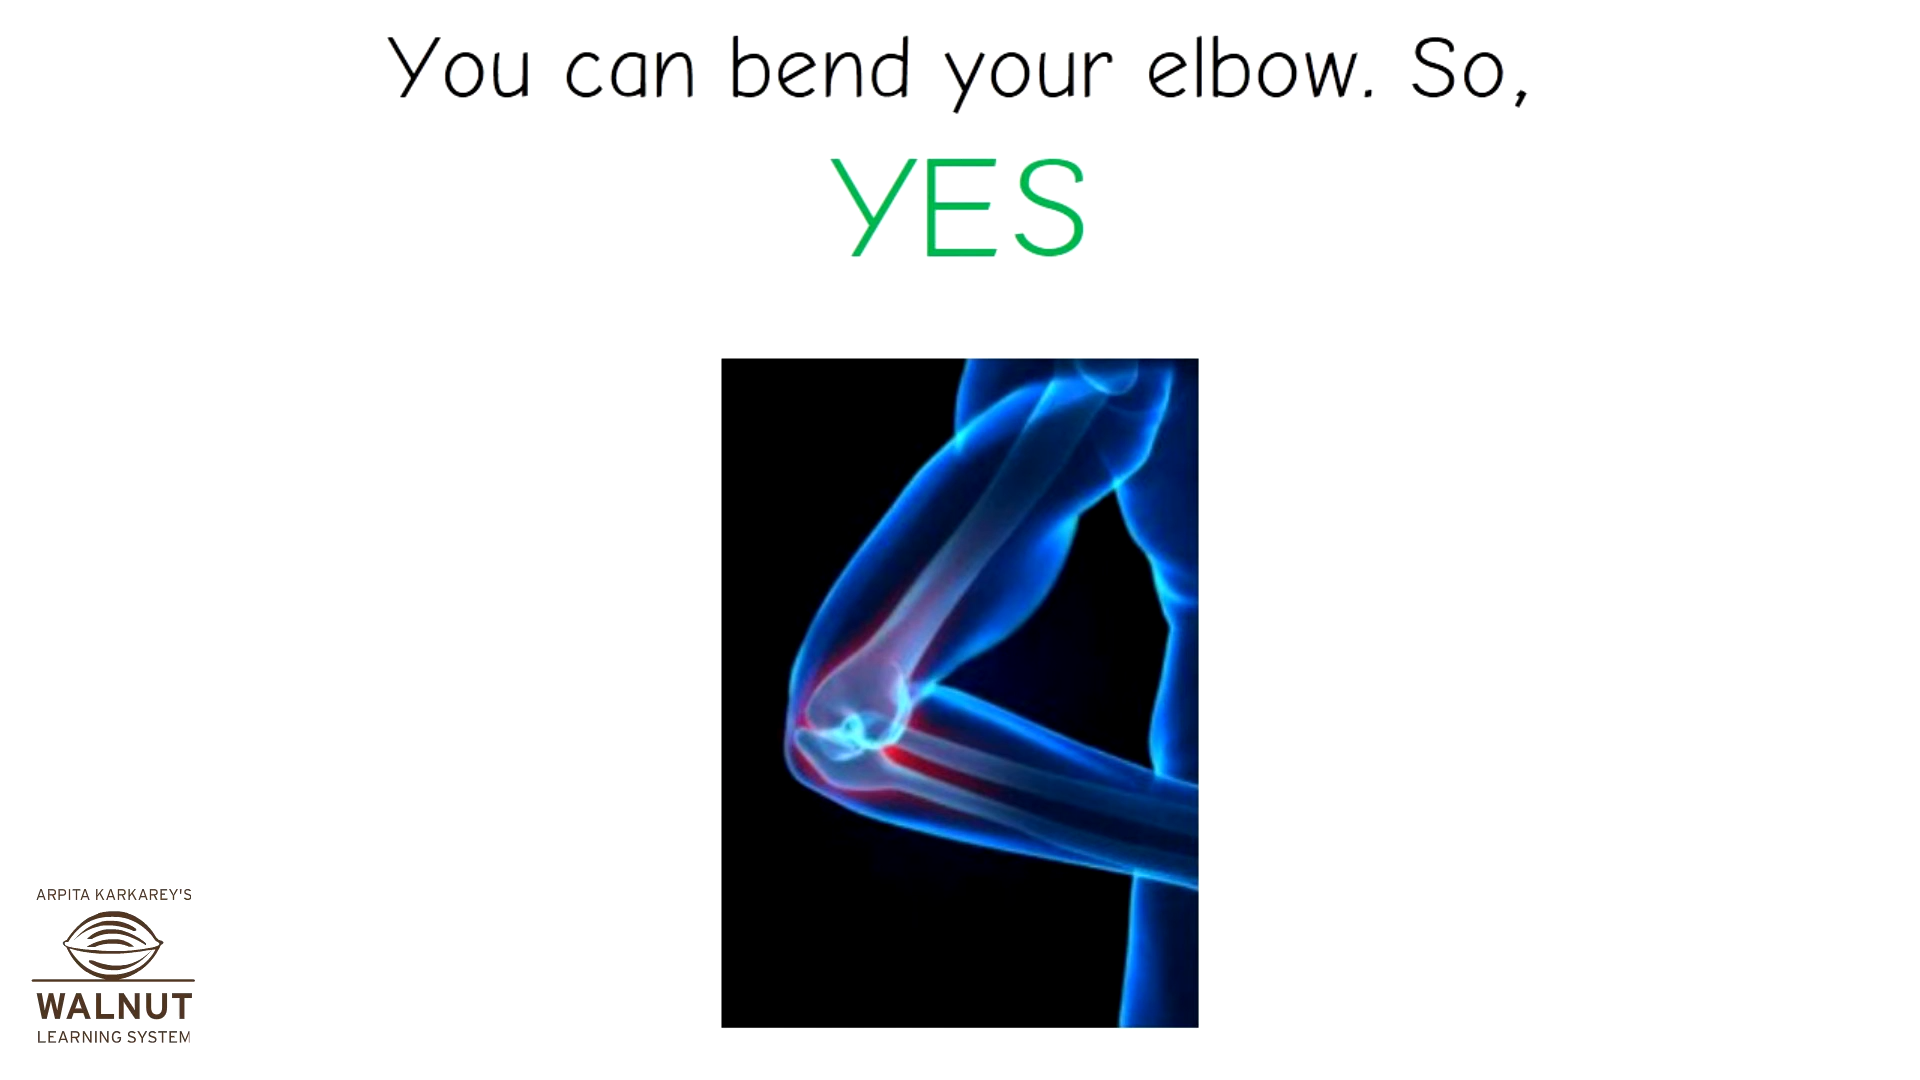 You can bend your elbow. So,
YES
ARPITA KARKAREY'S
WALNUT
LEARNING SYSTEM